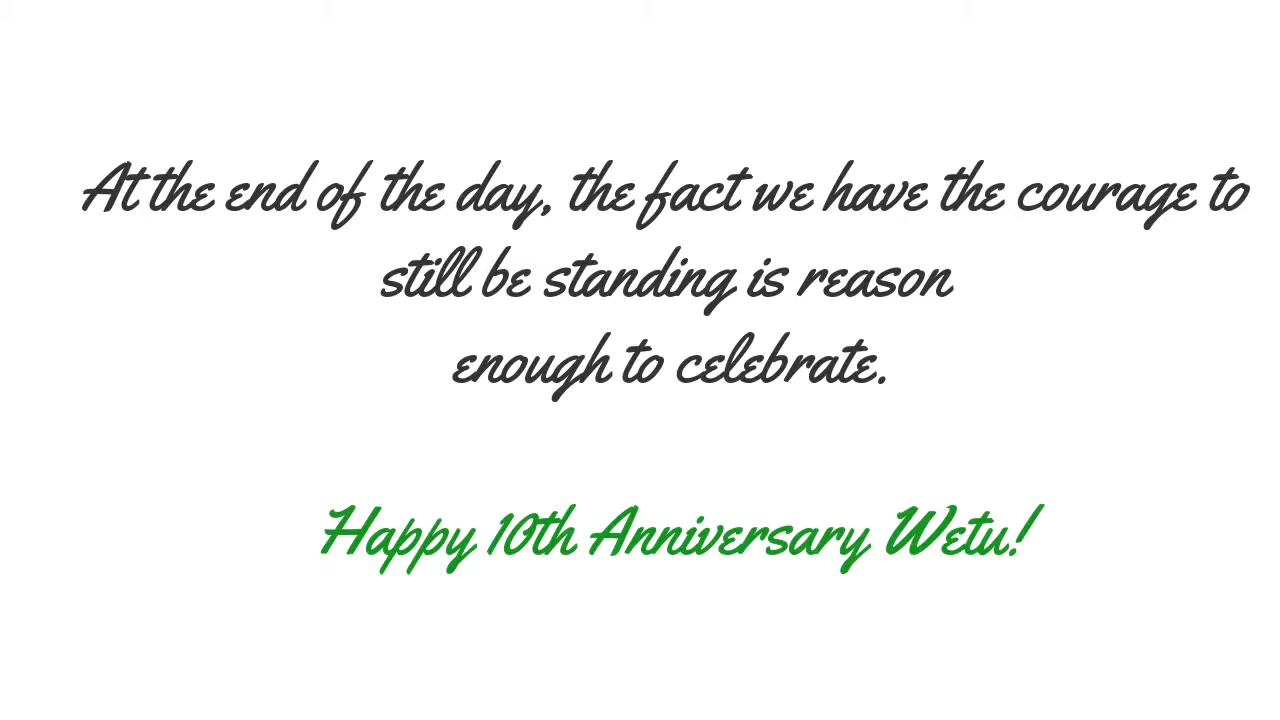 At the end of the day, the fact we have the courage to
still be standing is reason
enough to celebrate.
Happy 10th Anniversary Wetu!